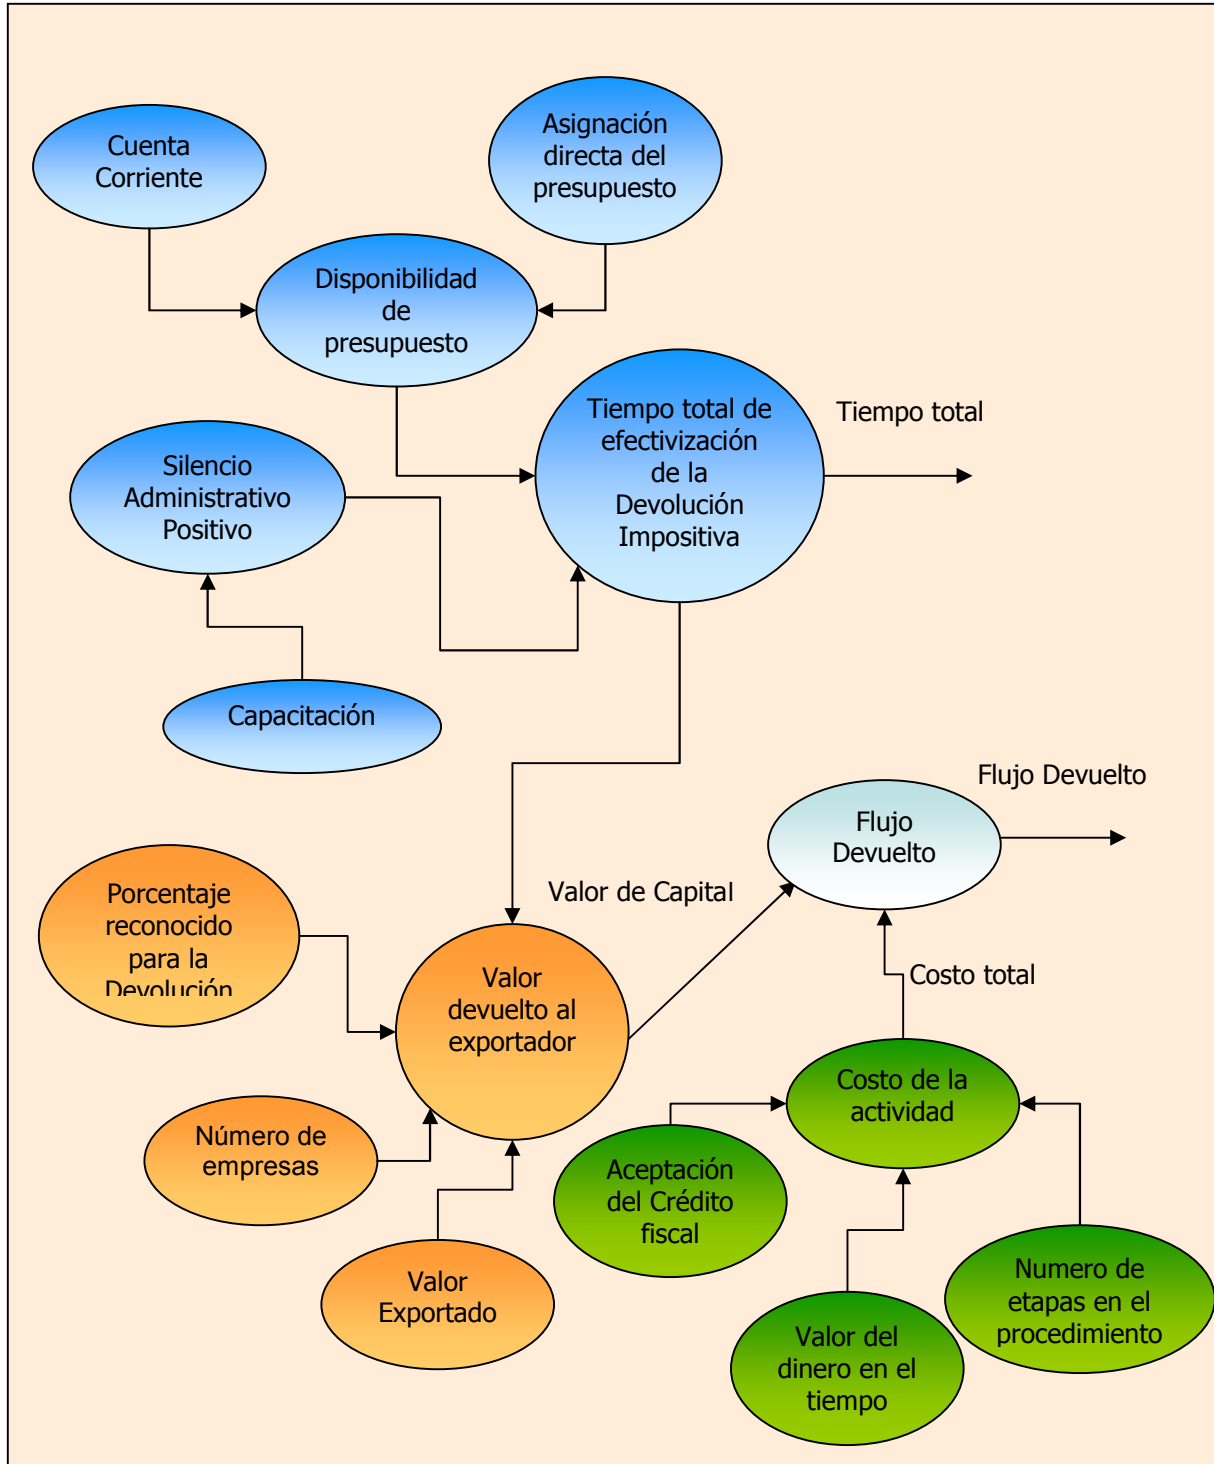 Cuenta
Corriente
Asignación
directa del
presupuesto
Disponibilidad
de
presupuesto
Tiempo total de
efectivización
de la
Devolución
Impositiva
Tiempo total
Silencio
Administrativo
Positivo
Capacitación
Flujo Devuelto
Flujo
Devuelto
Valor de Capital
Porcentaje
reconocido
para la
Devolución
Valor
devuelto al
exportador
Costo total
Costo de la
actividad
Número de
empresas
Aceptación
del Crédito
fiscal
Valor
Exportado
Numero de
etapas en el
procedimiento
Valor del
dinero en el
tiempo